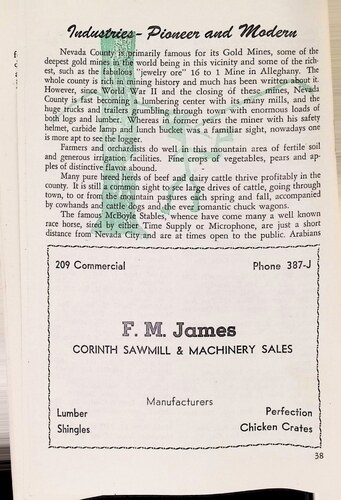 Industries - Pioneer and Modern
Nevada County is primarily famous for its Gold Mines, some of the
deepest gold mines in the world being in this vicinity and some of the rich-
est, such as the fabulous "jewelry ore" 16 to 1 Mine in Alleghany. The
whole county is rich in mining history and much has been written about it.
However, since World War II and the closing of these mines, Nevada
County is fast becoming a lumbering center with its many mills, and the
huge trucks and trailers grumbling through town with enormous loads of
both logs and lumber. Whereas in former years the miner with his safety
helmet, carbide lamp and lunch bucket was a familiar sight, nowadays one
is more apt to see the logger.
Farmers and orchardists do well in this mountain area of fertile soil
and generous irrigation facilities. Fine crops of vegetables, pears and ap-
ples of distinctive flavor abound.
Many pure breed herds of beef and dairy cattle thrive profitably in the
county. It is still a common sight to see large drives of cattle, going through
town, to or from the mountain pastures in spring and fall, accompanied
by cowhands and cattle dogs and the ever romantic chuck wagons.
The famous McBoyle Stables, whence have come many a well known
race horse, sired by either Time Supply or Microphone, are just a short
distance from Nevada City and are at times open to the public. Arabians
209 Commercial
Phone 387-J
F. M. James
CORINTH SAWMILL & MACHINERY SALES
Manufacturers
Lumber
Perfection
Shingles
Chicken Crates
38